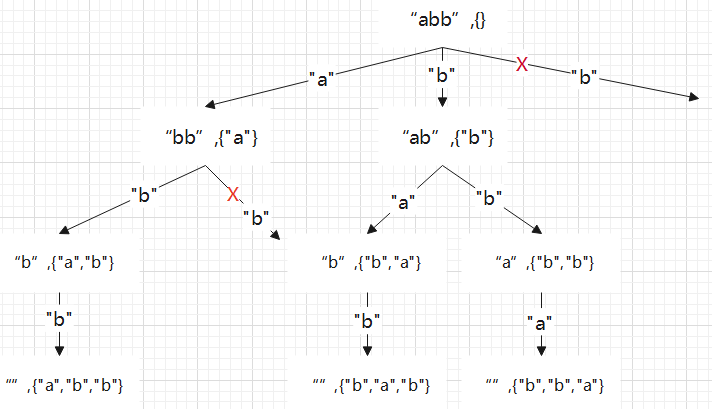 “abb” ,{}
"a" "b" X "b"
“bb” ,{"a"} “ab” ,{"b"}
"b" X "b" "a" "b"
“b” ,{"a","b"} “b” ,{"b","a"} “a” ,{"b","b"}
"b" "b" "a"
“” ,{"a","b","b"} “” ,{"b","a","b"} “” ,{"b","b","a"}